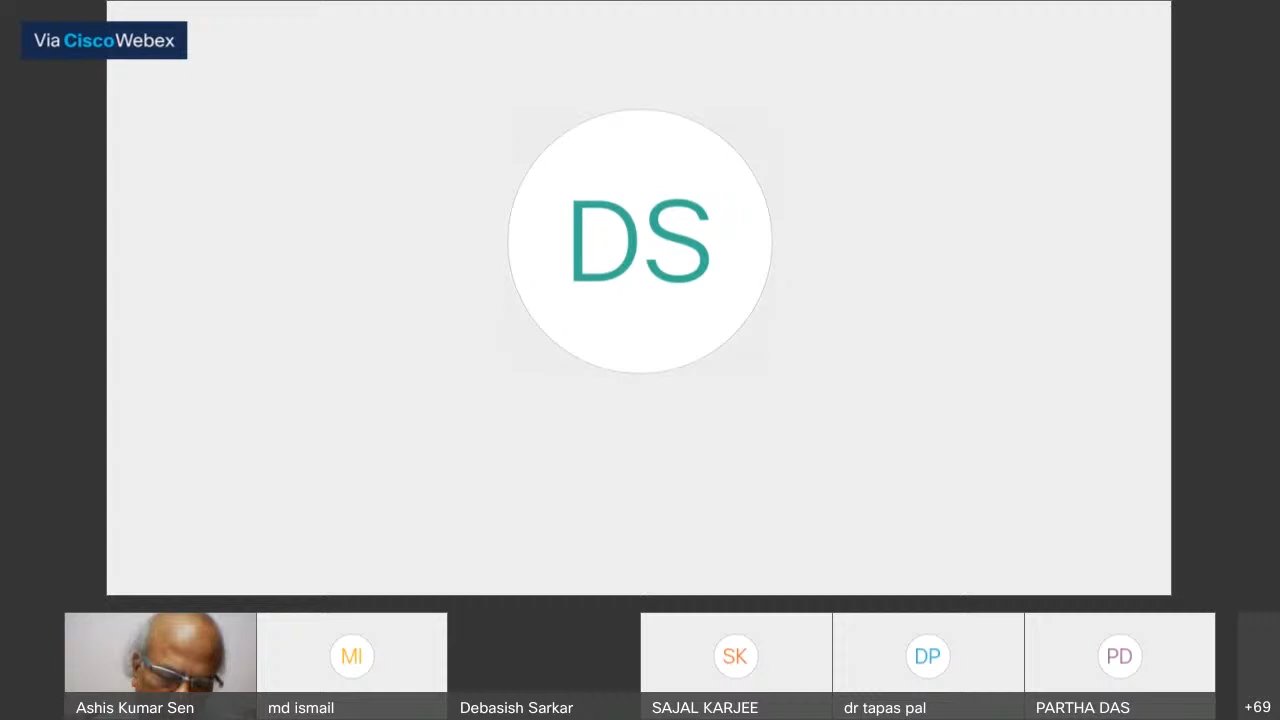 Via CiscoWebex
DS
MI
SK
DP
PD
Ashis Kumar Sen
md ismail
Debasish Sarkar
SAJAL KARJEE
dr tapas pal
PARTHA DAS
+69